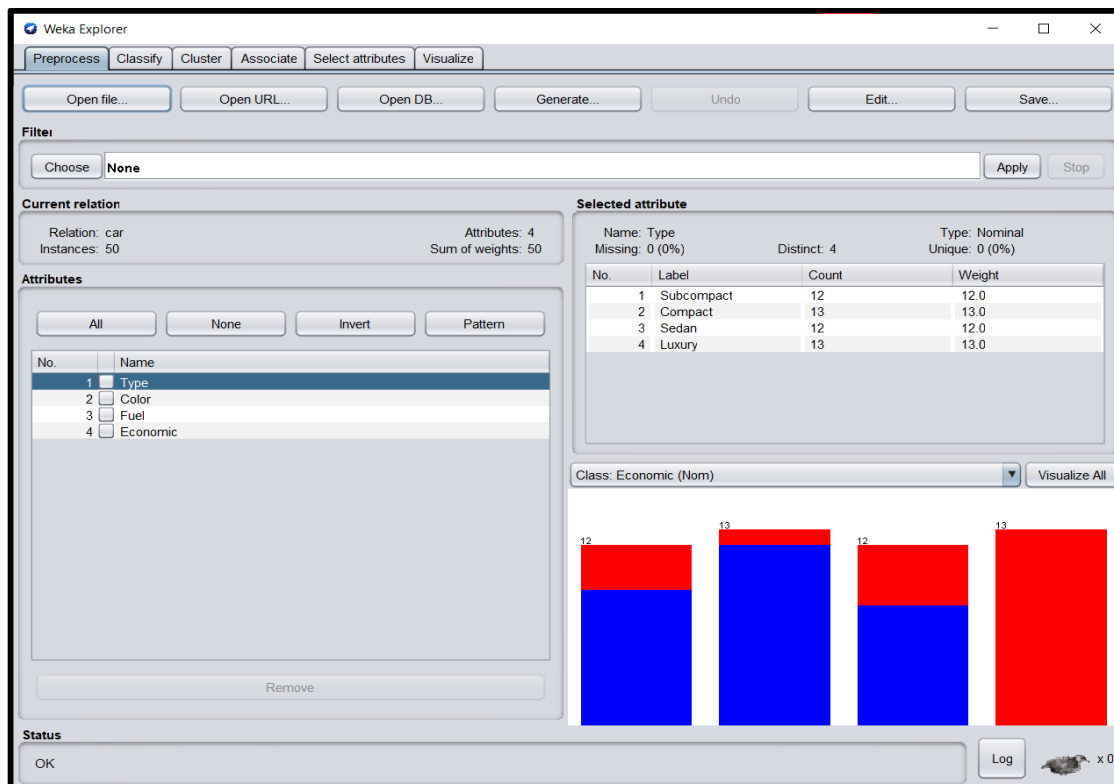 Weka Explorer
Preprocess Classify Cluster Associate Select attributes Visualize
Open file... Open URL... Open DB... Generate... Undo Edit... Save...
Filter
Choose None Apply Stop
Current relation
Relation: car Attributes: 4
Instances: 50 Sum of weights: 50
Attributes
All None Invert Pattern
No. Name
1 Type
2 Color
3 Fuel
4 Economic
Remove
Selected attribute
Name: Type Type: Nominal
Missing: 0 (0%) Distinct: 4 Unique: 0 (0%)
No. Label Count Weight
1 Subcompact 12 12.0
2 Compact 13 13.0
3 Sedan 12 12.0
4 Luxury 13 13.0
Class: Economic (Nom) Visualize All
12 13 12 13
Status
OK Log x 0